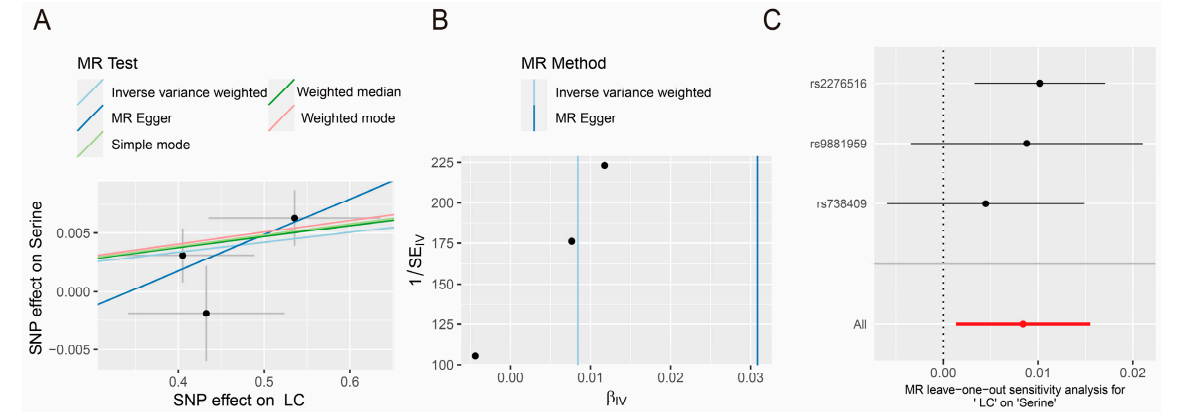 A
MR Test
Inverse variance weighted
Weighted median
MR Egger
Weighted mode
Simple mode
SNP effect on Serine
0.005
0.000
−0.005
0.4
0.5
0.6
SNP effect on LC
B
MR Method
Inverse variance weighted
MR Egger
1/SEIV
225
200
175
150
125
100
0.00
0.01
0.02
0.03
βIV
C
rs2276516
rs9881959
rs738409
All
0.00
0.01
0.02
MR leave−one−out sensitivity analysis for
' LC' on 'Serine'